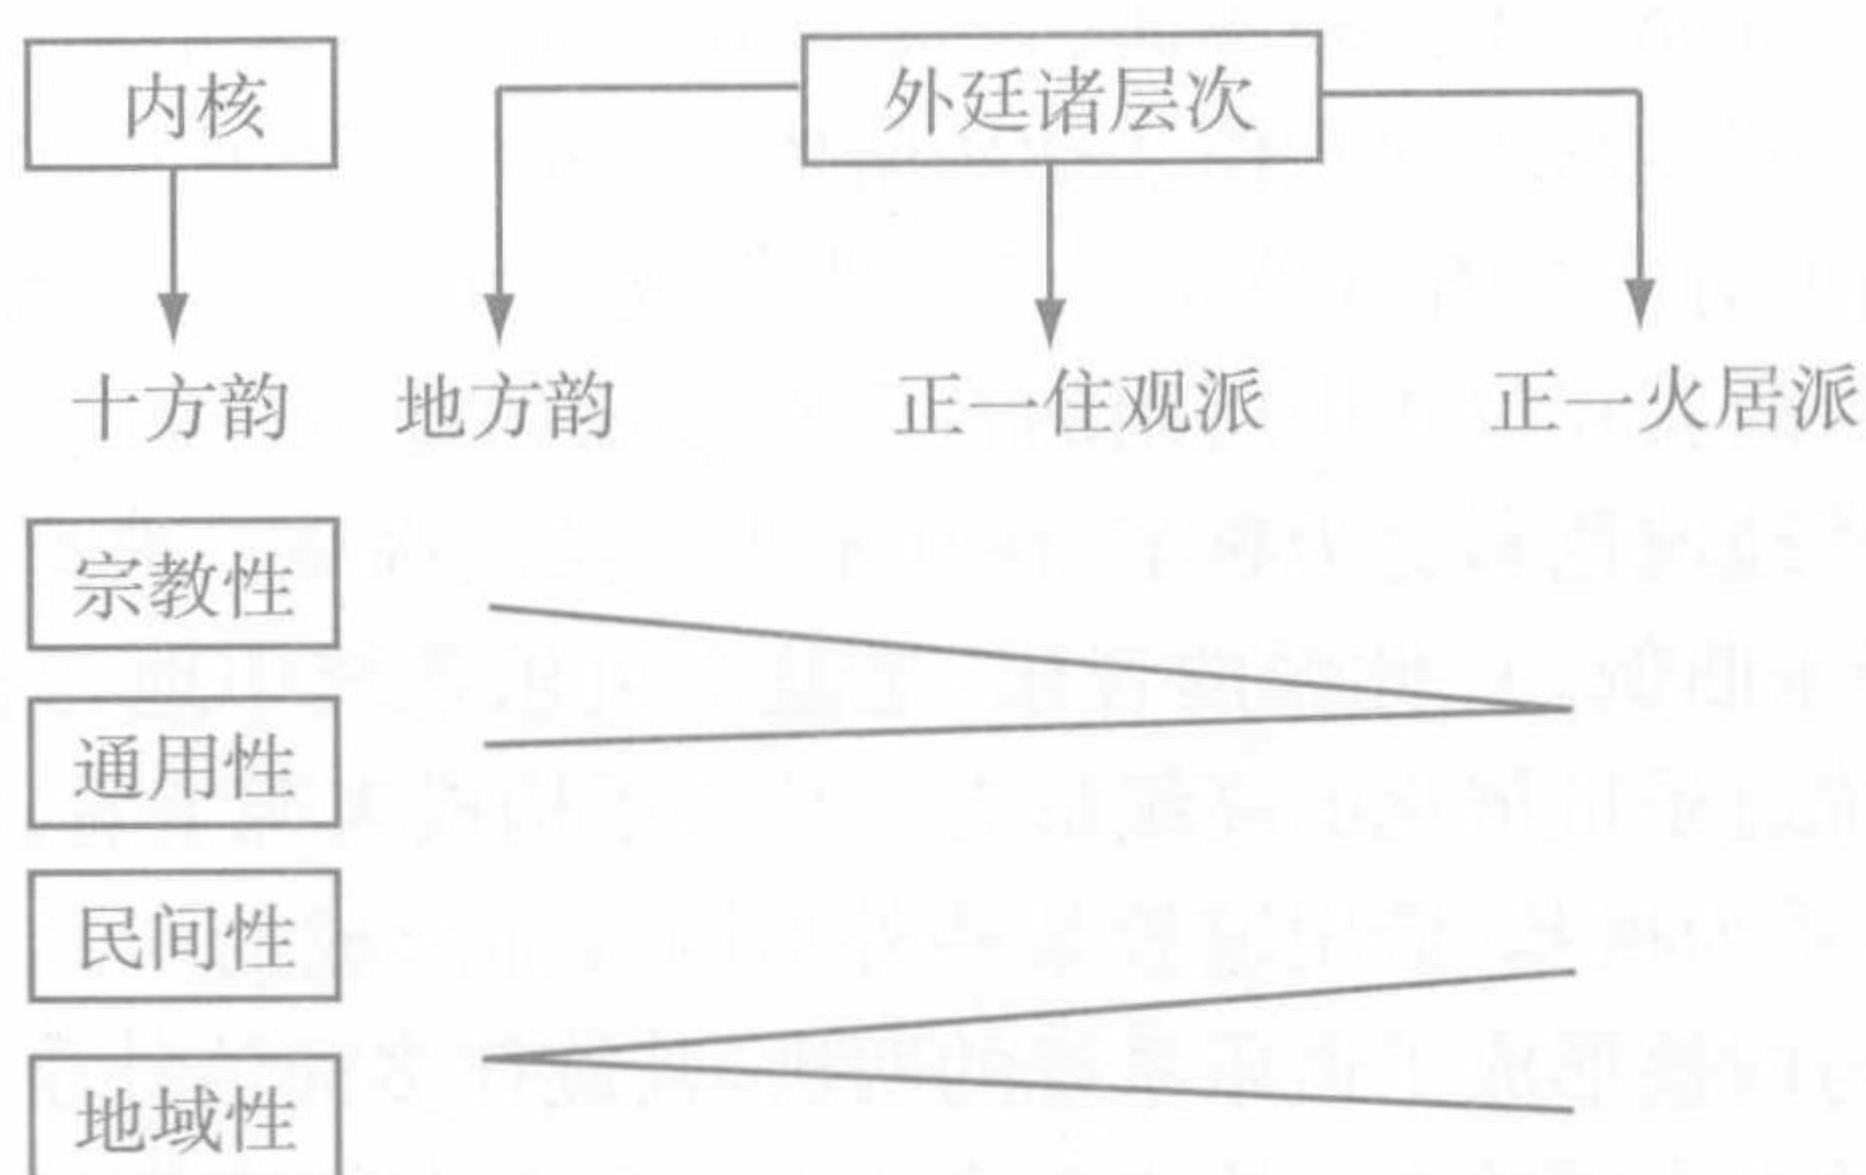 内核 外廷诸层次
十方韵 地方韵 正一住观派 正一火居派
宗教性
通用性
民间性
地域性